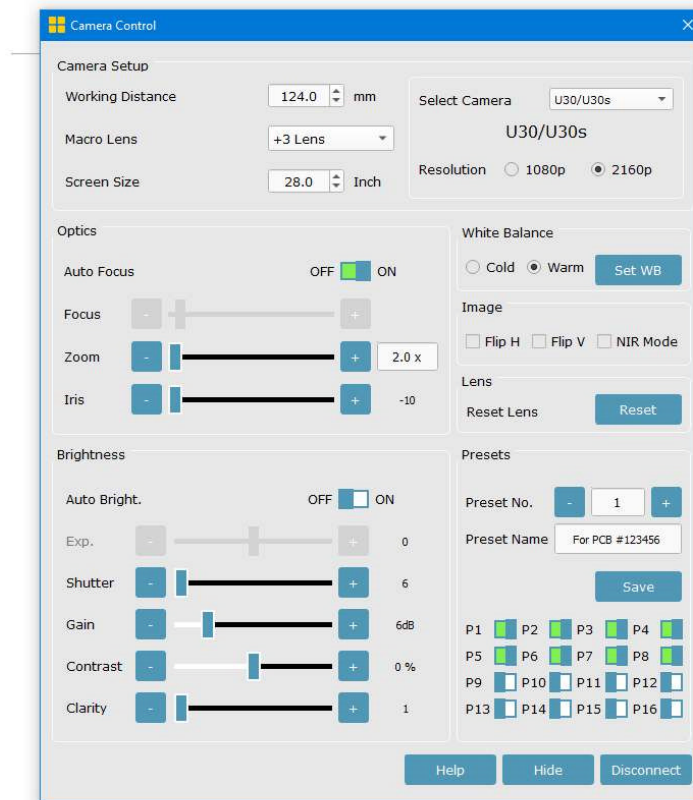 Camera Control
Camera Setup
Working Distance 124.0 mm
Macro Lens +3 Lens
Screen Size 28.0 Inch
Select Camera U30/U30s
U30/U30s
Resolution 1080p 2160p
Optics
Auto Focus OFF ON
Focus - +
Zoom - + 2.0 x
Iris - + -10
White Balance
Cold Warm Set WB
Image
Flip H Flip V NIR Mode
Lens
Reset Lens Reset
Brightness
Auto Bright. OFF ON
Exp. - + 0
Shutter - + 6
Gain - + 6dB
Contrast - + 0 %
Clarity - + 1
Presets
Preset No. - 1 +
Preset Name For PCB #123456
Save
P1 P2 P3 P4
P5 P6 P7 P8
P9 P10 P11 P12
P13 P14 P15 P16
Help Hide Disconnect